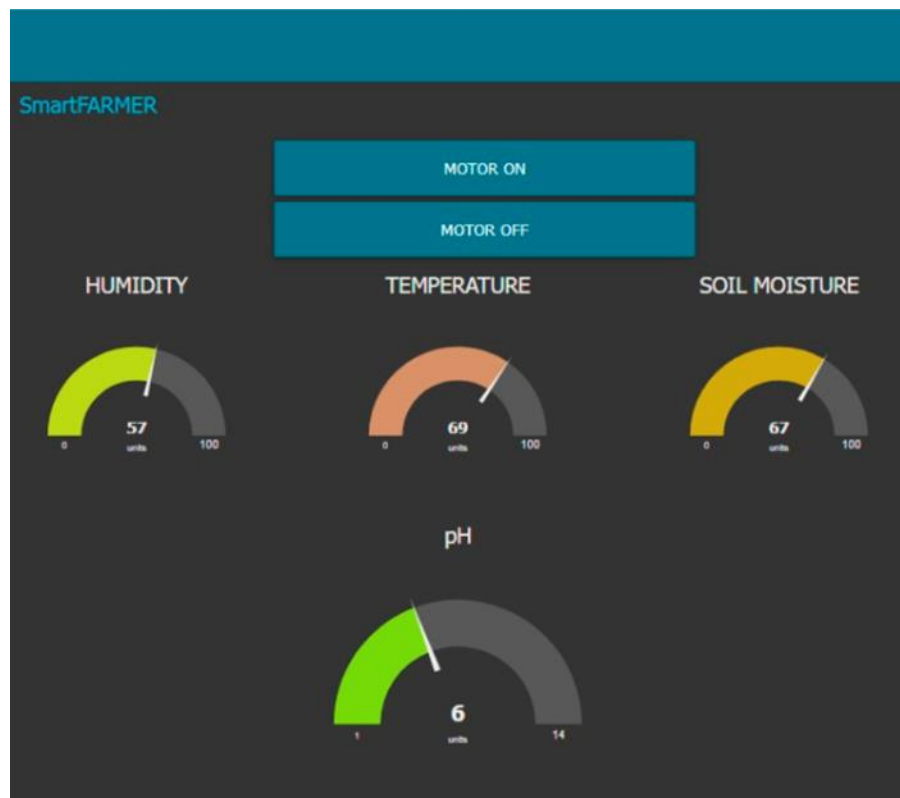 SmartFARMER
MOTOR ON
MOTOR OFF
HUMIDITY TEMPERATURE SOIL MOISTURE
57 69 67
0 units 100 0 units 100 0 units 100
pH
6
1 units 14